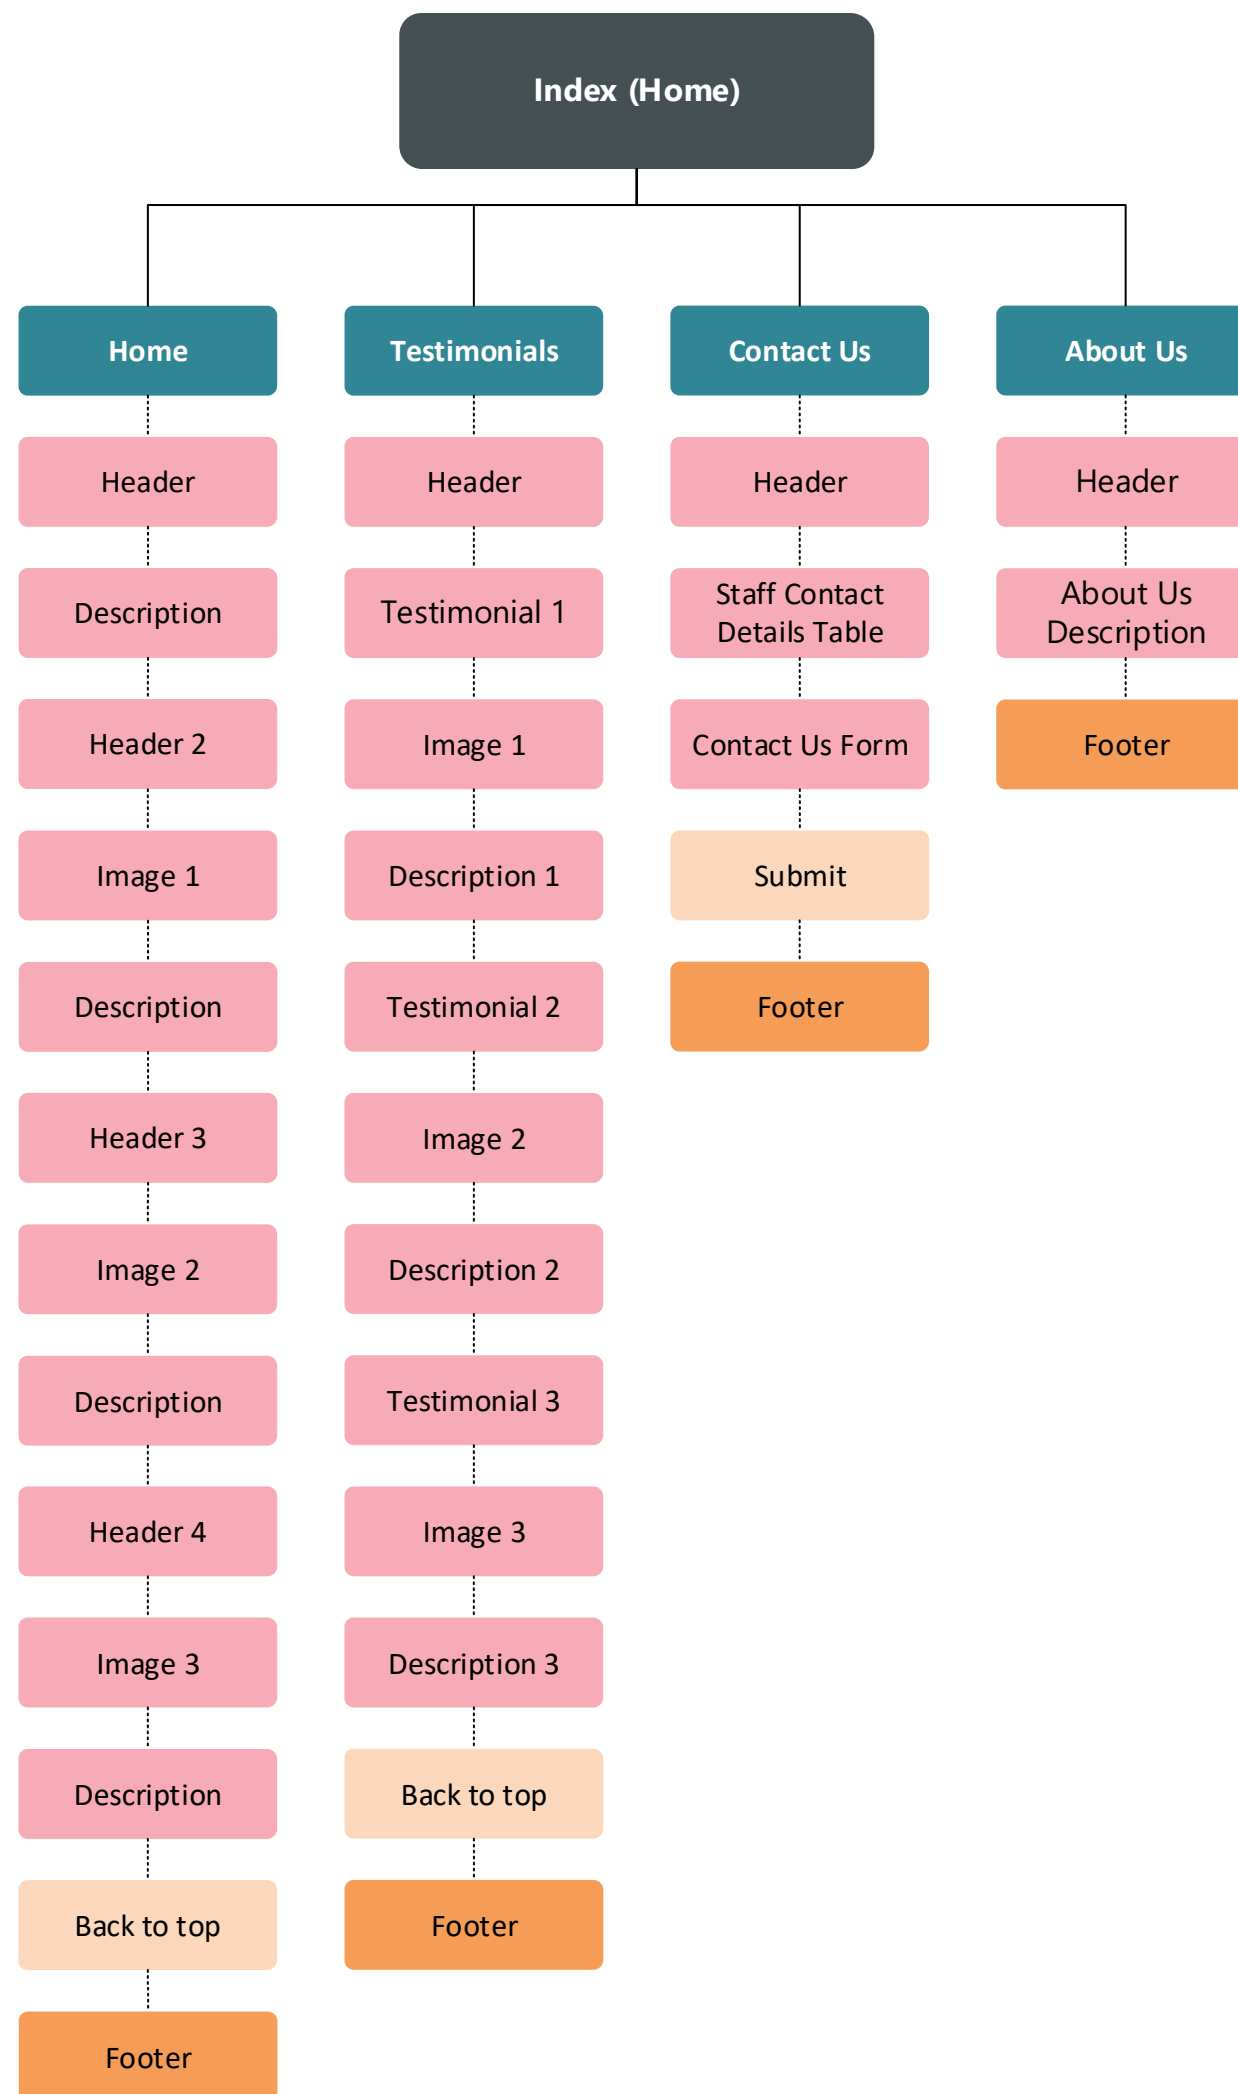 Index (Home)
Home
Header
Description
Header 2
Image 1
Description
Header 3
Image 2
Description
Header 4
Image 3
Description
Back to top
Footer
Testimonials
Header
Testimonial 1
Image 1
Description 1
Testimonial 2
Image 2
Description 2
Testimonial 3
Image 3
Description 3
Back to top
Footer
Contact Us
Header
Staff Contact
Details Table
Contact Us Form
Submit
Footer
About Us
Header
About Us
Description
Footer